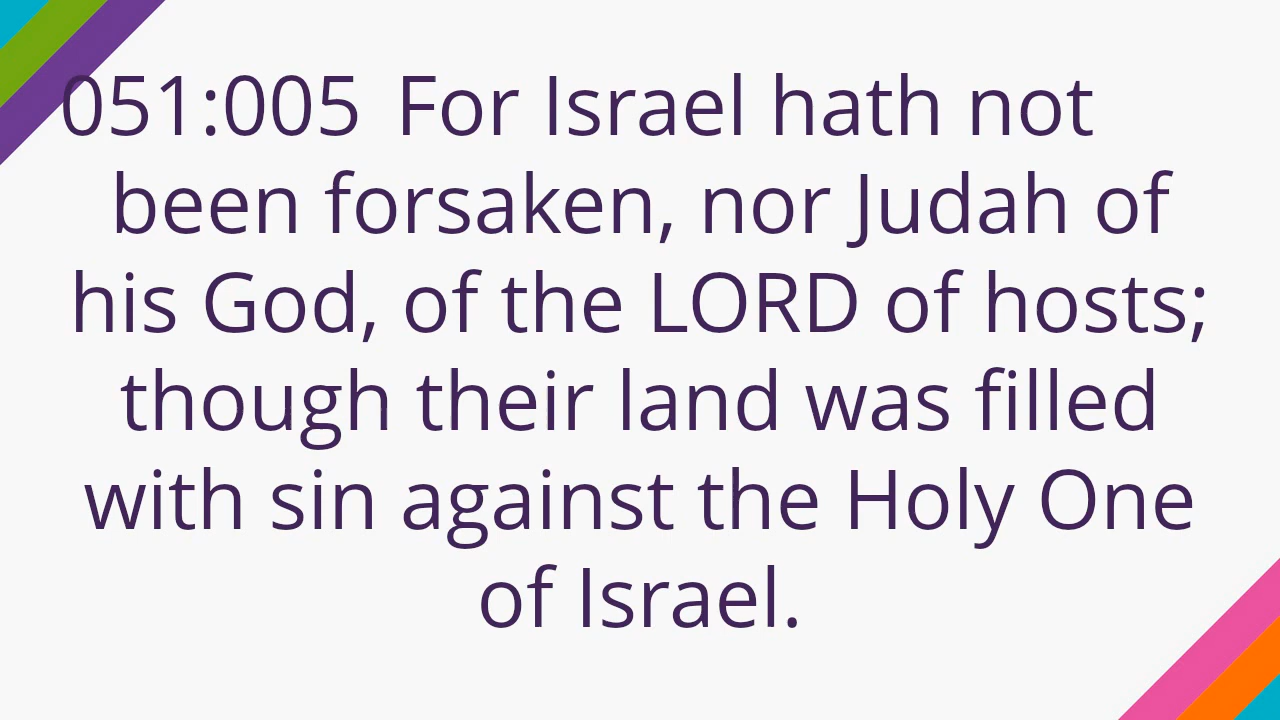 051:005 For Israel hath not
been forsaken, nor Judah of
his God, of the LORD of hosts;
though their land was filled
with sin against the Holy One
of Israel.